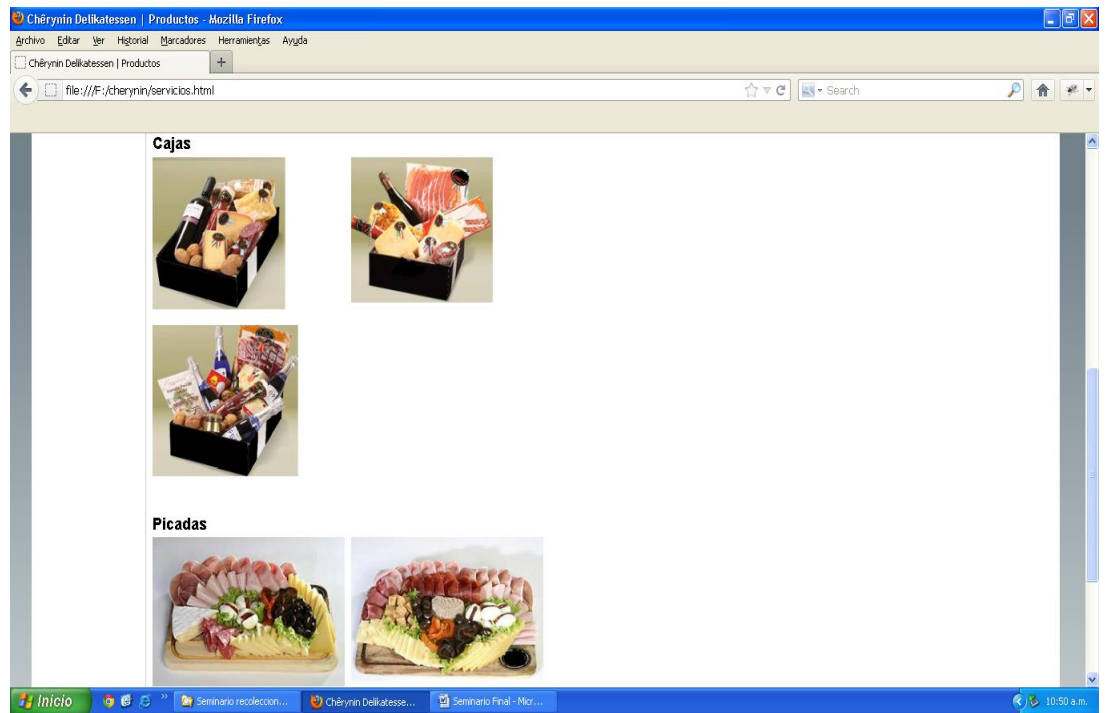 Chêrynin Delikatessen | Productos - Mozilla Firefox
Archivo Editar Ver Historial Marcadores Herramientas Ayuda
Chêrynin Delikatessen | Productos
file:///F:/cherynin/servicios.html
Search
Cajas
Picadas
Inicio
Seminario recoleccion...
Chêrynin Delikatesse...
Seminario Final - Micr...
10:50 a.m.